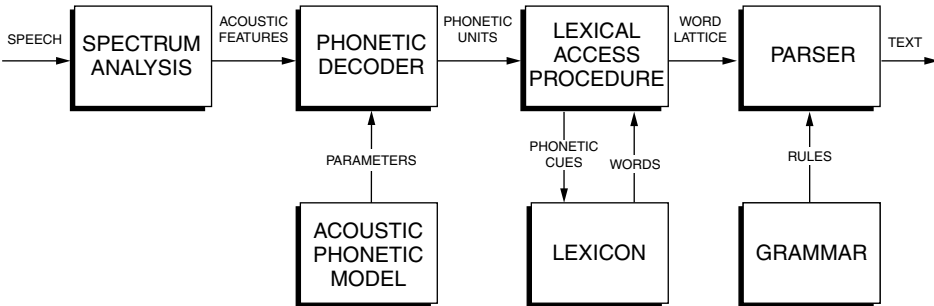 SPEECH
SPECTRUM
ANALYSIS
ACOUSTIC
FEATURES
PHONETIC
DECODER
PHONETIC
UNITS
LEXICAL
ACCESS
PROCEDURE
WORD
LATTICE
PARSER
TEXT
PARAMETERS
PHONETIC
CUES
WORDS
RULES
ACOUSTIC
PHONETIC
MODEL
LEXICON
GRAMMAR